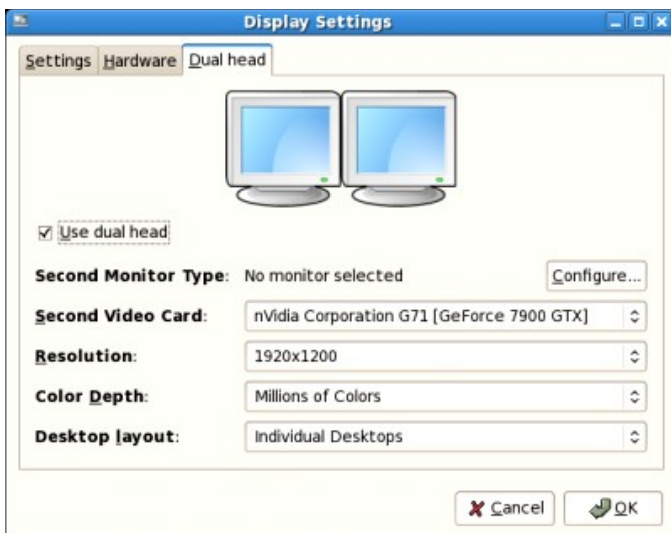 Display Settings
Settings Hardware Dual head
Use dual head
Second Monitor Type: No monitor selected Configure...
Second Video Card: nVidia Corporation G71 [GeForce 7900 GTX]
Resolution: 1920x1200
Color Depth: Millions of Colors
Desktop layout: Individual Desktops
Cancel OK